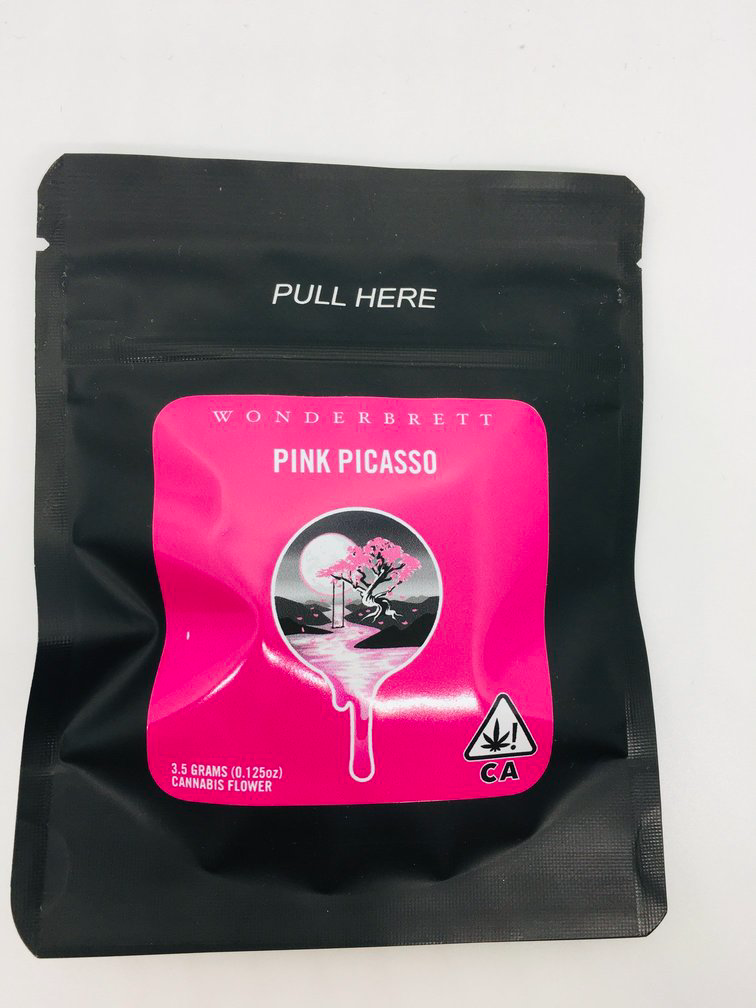 PULL HERE
WONDERBRETT
PINK PICASSO
3.5 GRAMS (0.125oz)
CANNABIS FLOWER
!
CA